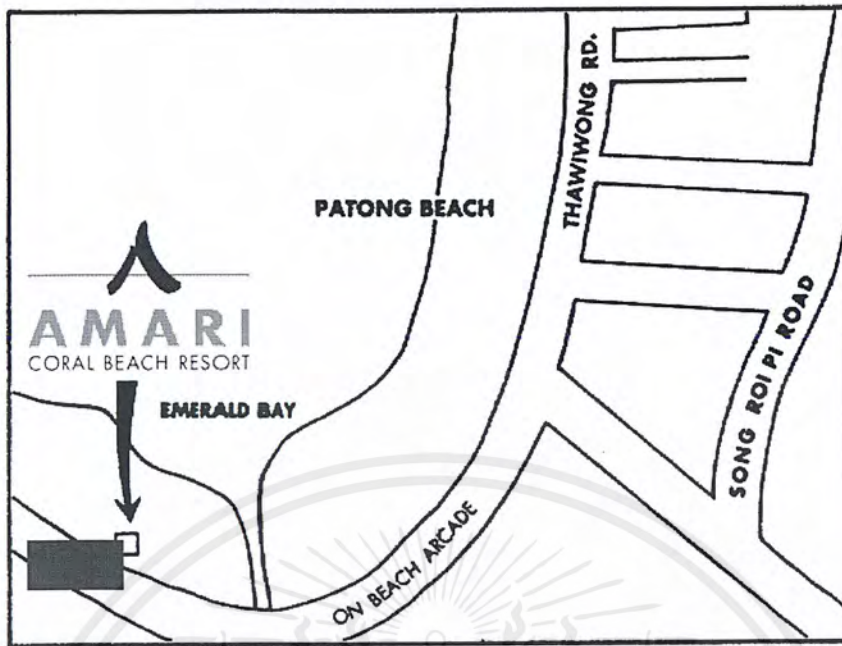 THAWIWONG RD.
PATONG BEACH
AMARI
CORAL BEACH RESORT
EMERALD BAY
SONG ROI PI ROAD
ON BEACH ARCADE